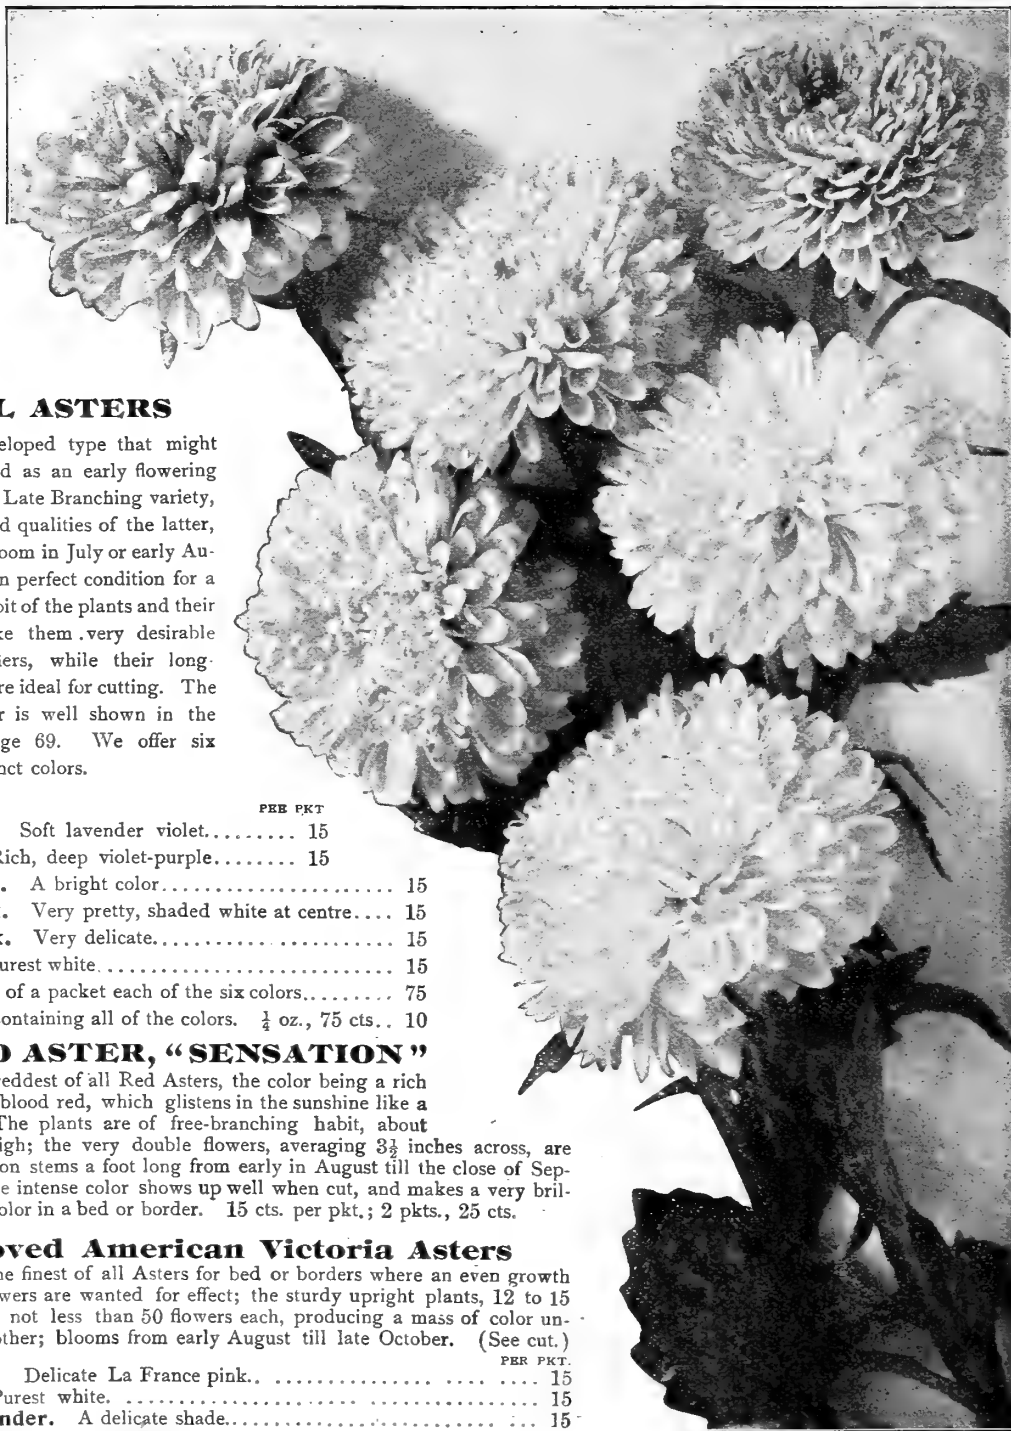 L ASTERS
eloped type that might
d as an early flowering
Late Branching variety,
d qualities of the latter,
oom in July or early Au-
n perfect condition for a
bit of the plants and their
ke them .very desirable
iers, while their long-
re ideal for cutting. The
r is well shown in the
ge 69. We offer six
nct colors.
PER PKT
Soft lavender violet......... 15
Rich, deep violet-purple........ 15
. A bright color...................... 15
. Very pretty, shaded white at centre.... 15
k. Very delicate....................... 15
urest white............................ 15
of a packet each of the six colors......... 75
ontaining all of the colors. ¼ oz., 75 cts.. 10
D ASTER, “SENSATION”
eddest of all Red Asters, the color being a rich
blood red, which glistens in the sunshine like a
The plants are of free-branching habit, about
igh; the very double flowers, averaging 3½ inches across, are
on stems a foot long from early in August till the close of Sep-
e intense color shows up well when cut, and makes a very bril-
olor in a bed or border. 15 cts. per pkt.; 2 pkts., 25 cts.
oved American Victoria Asters
he finest of all Asters for bed or borders where an even growth
wers are wanted for effect; the sturdy upright plants, 12 to 15
not less than 50 flowers each, producing a mass of color un-
other; blooms from early August till late October. (See cut.)
PER PKT.
Delicate La France pink.. .............. .... .... 15
Purest white. ..................... ................ 15
nder. A delicate shade............................ ... 15